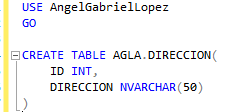 USE AngelGabrielLopez
GO
CREATE TABLE AGLA.DIRECCION(
ID INT,
DIRECCION NVARCHAR(50)
)